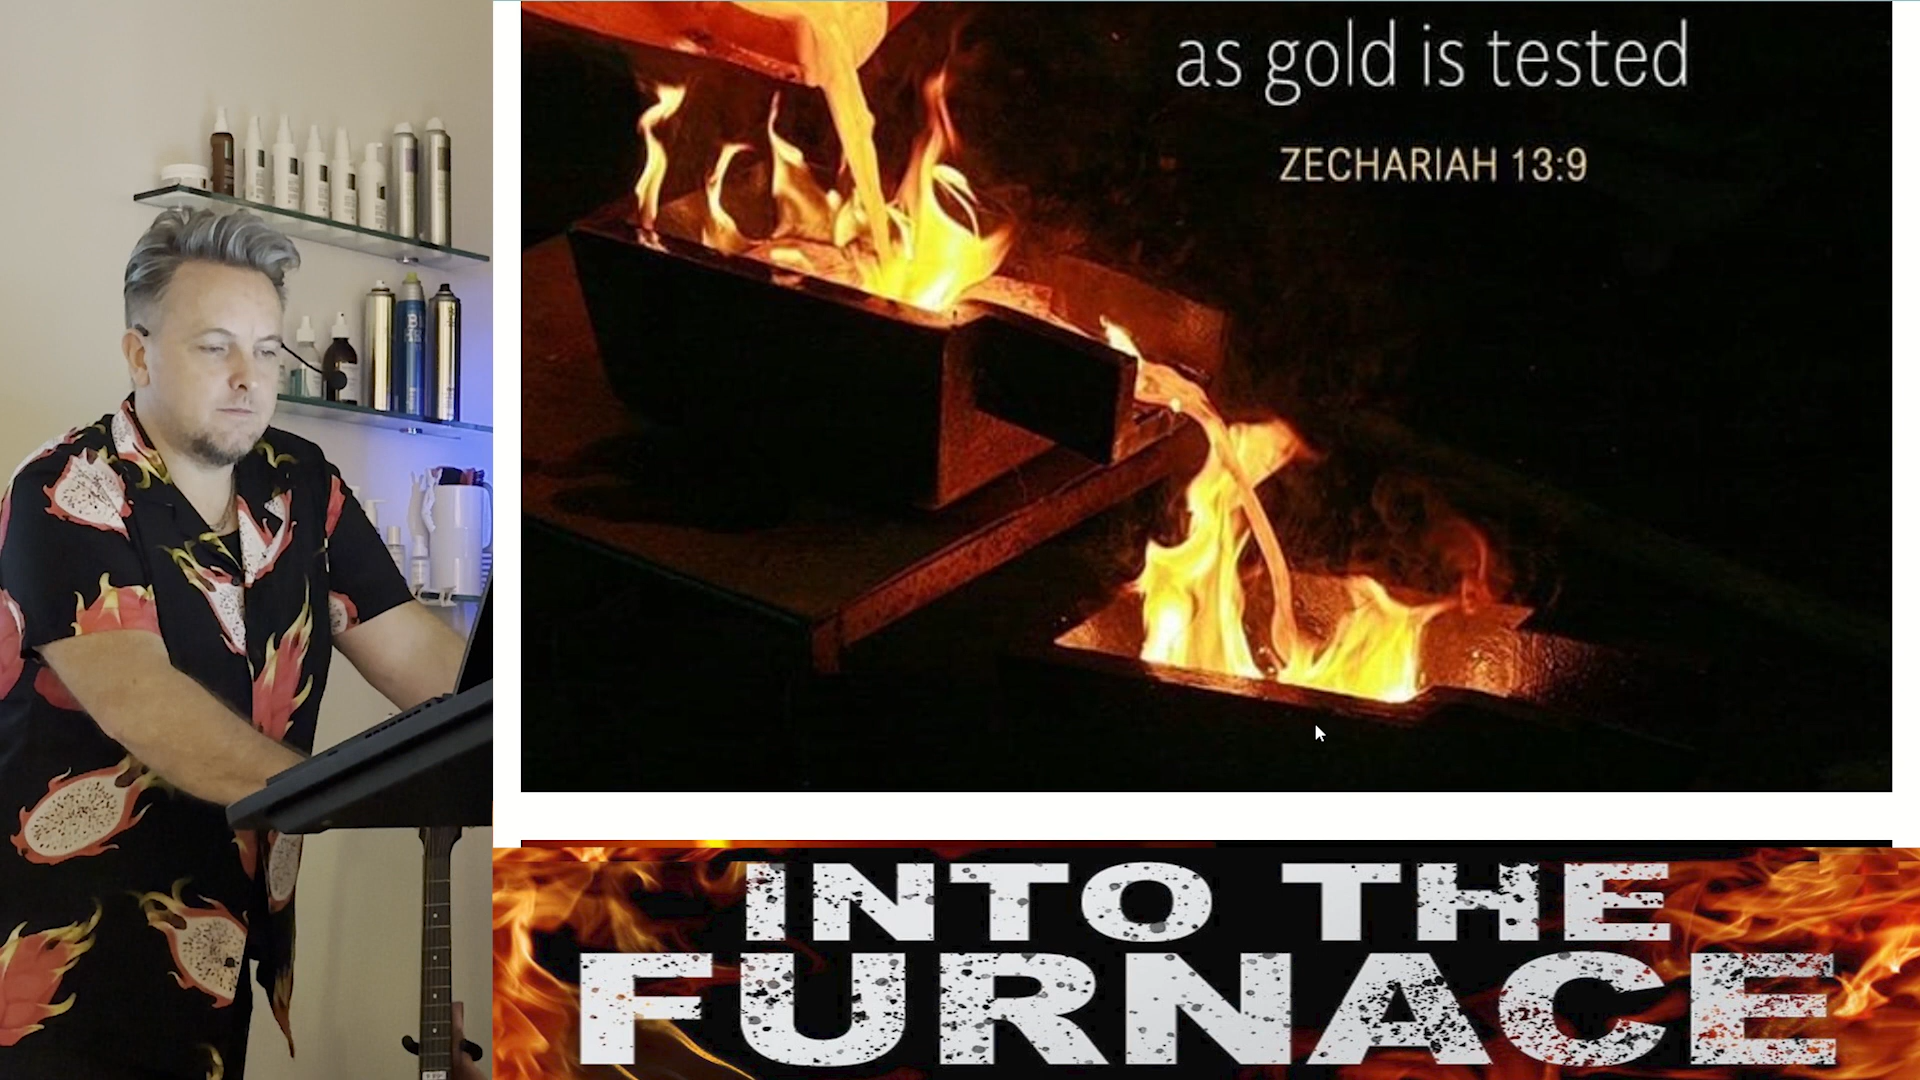 as gold is tested
ZECHARIAH 13:9
INTO THE
FURNACE